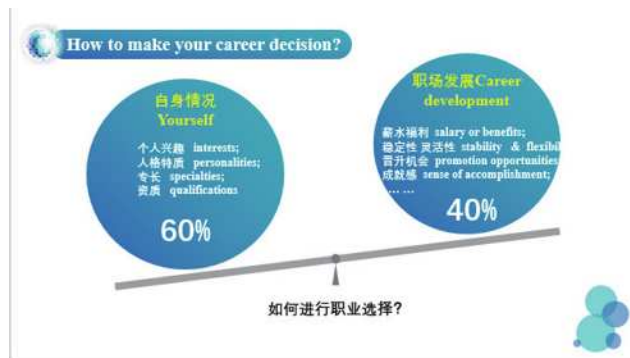 How to make your career decision?
自身情况
Yourself
个人兴趣 interests;
人格特质 personalities;
专长 specialties;
资质 qualifications
60%
职场发展Career
development
薪水福利 salary or benefits;
稳定性 灵活性 stability & flexibil
晋升机会 promotion opportunities
成就感 sense of accomplishment;
… …
40%
如何进行职业选择?